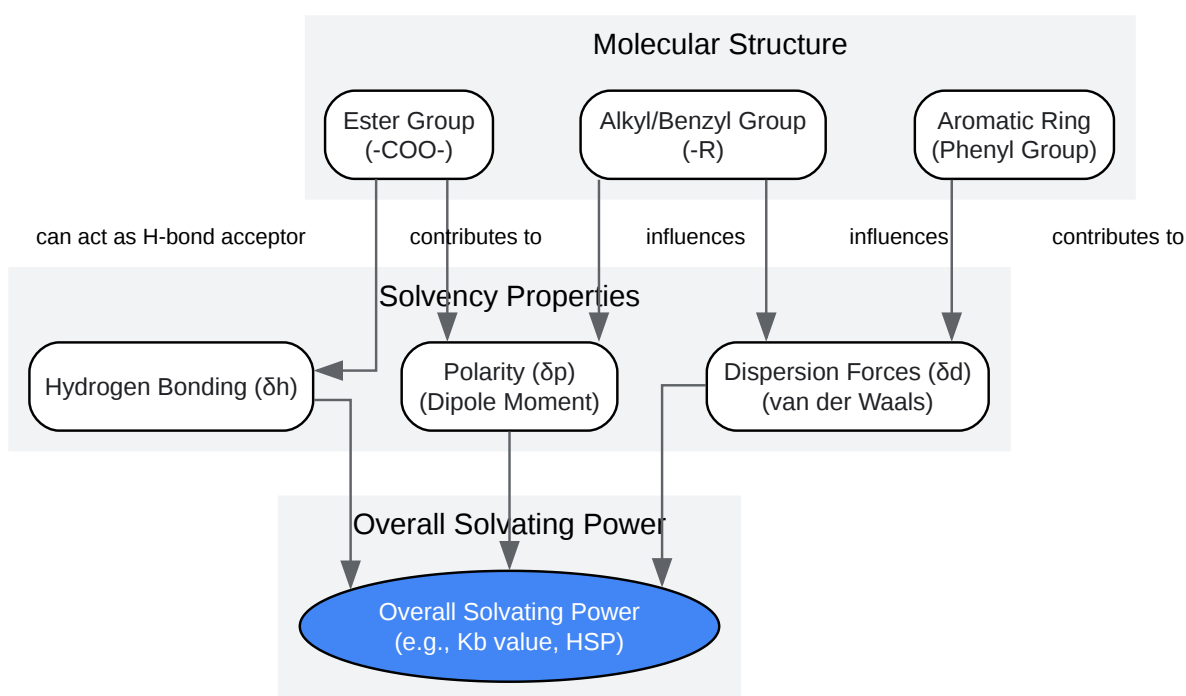 Molecular Structure
Ester Group
(-COO-)
Alkyl/Benzyl Group
(-R)
Aromatic Ring
(Phenyl Group)
can act as H-bond acceptor
contributes to
influences
influences
contributes to
Solvency Properties
Hydrogen Bonding (δh)
Polarity (δp)
(Dipole Moment)
Dispersion Forces (δd)
(van der Waals)
Overall Solvating Power
Overall Solvating Power
(e.g., Kb value, HSP)